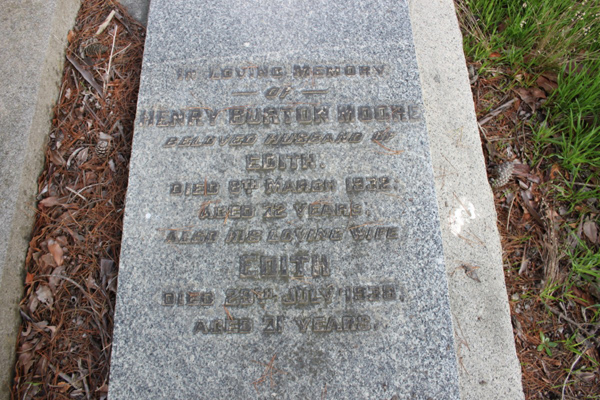 IN LOVING MEMORY
OF
HENRY BURTON MOORE
BELOVED HUSBAND OF
EDITH.
DIED MARCH 1932.
AGED YEARS.
ALSO HIS LOVING WIFE
EDITH
DIED JULY
AGED YEARS.